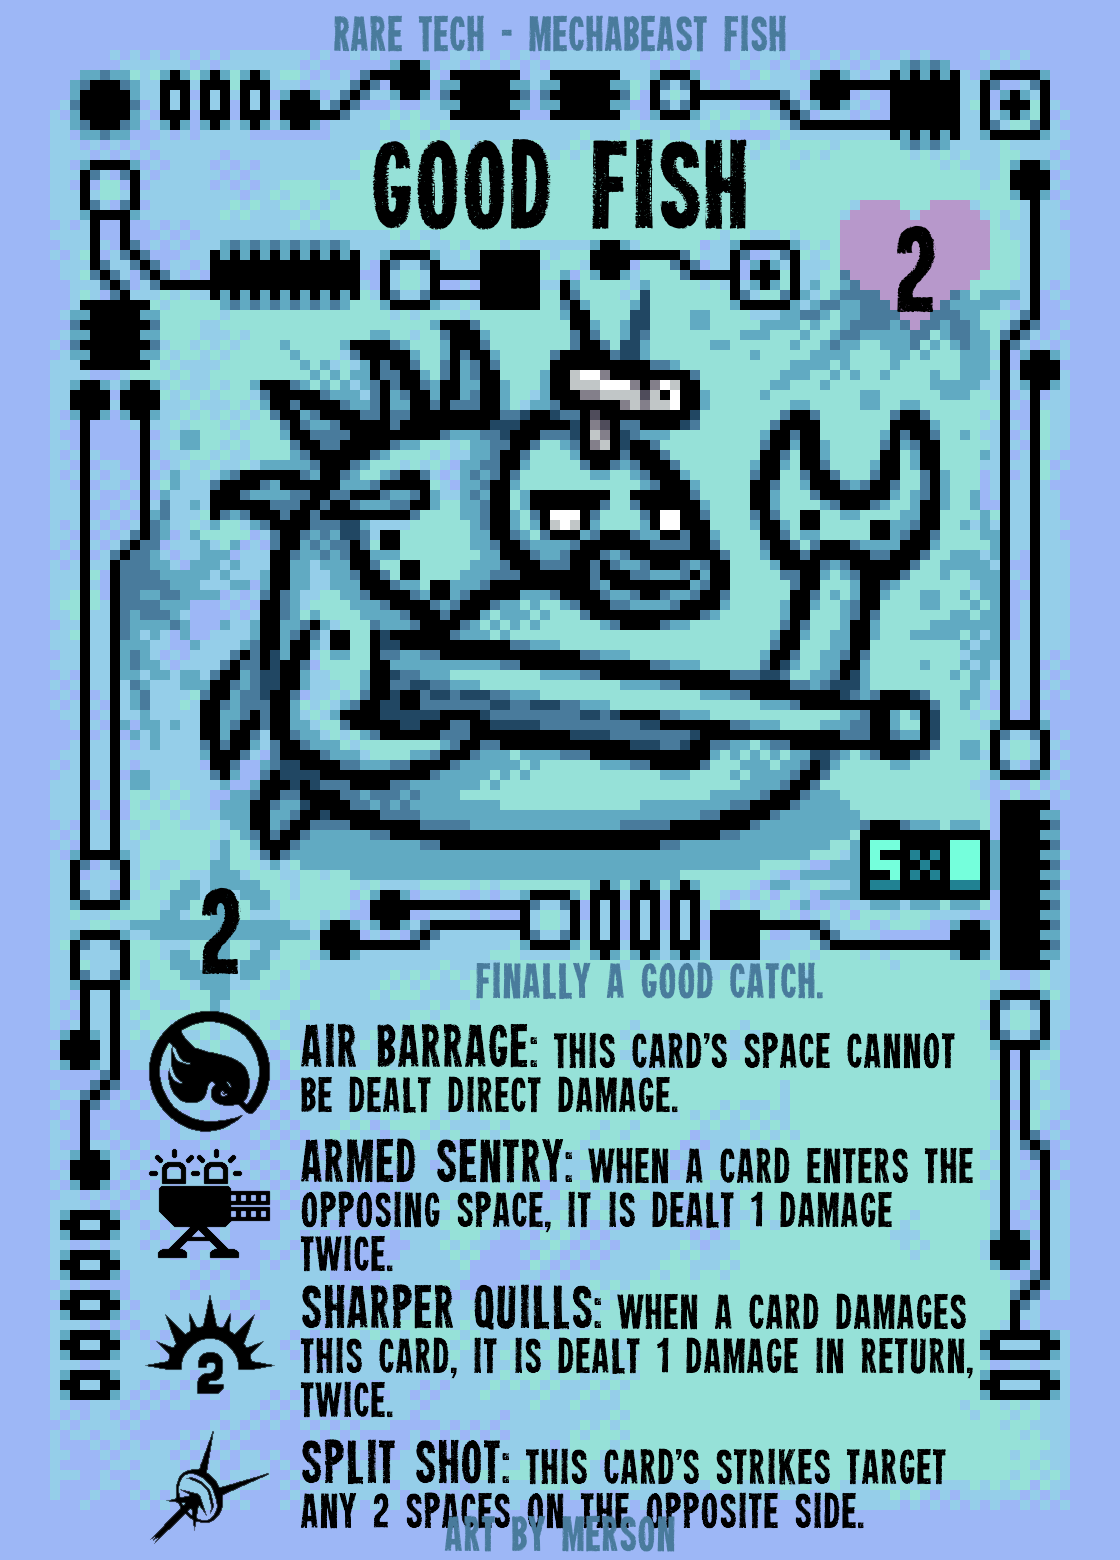 RARE TECH - MECHABEAST FISH
GOOD FISH
2
5 X
2
FINALLY A GOOD CATCH.
AIR BARRAGE: THIS CARD'S SPACE CANNOT
BE DEALT DIRECT DAMAGE.
ARMED SENTRY: WHEN A CARD ENTERS THE
OPPOSING SPACE, IT IS DEALT 1 DAMAGE
TWICE.
SHARPER QUILLS: WHEN A CARD DAMAGES
THIS CARD, IT IS DEALT 1 DAMAGE IN RETURN,
TWICE.
2
SPLIT SHOT: THIS CARD'S STRIKES TARGET
ANY 2 SPACES ON THE OPPOSITE SIDE.
ART BY MERSON